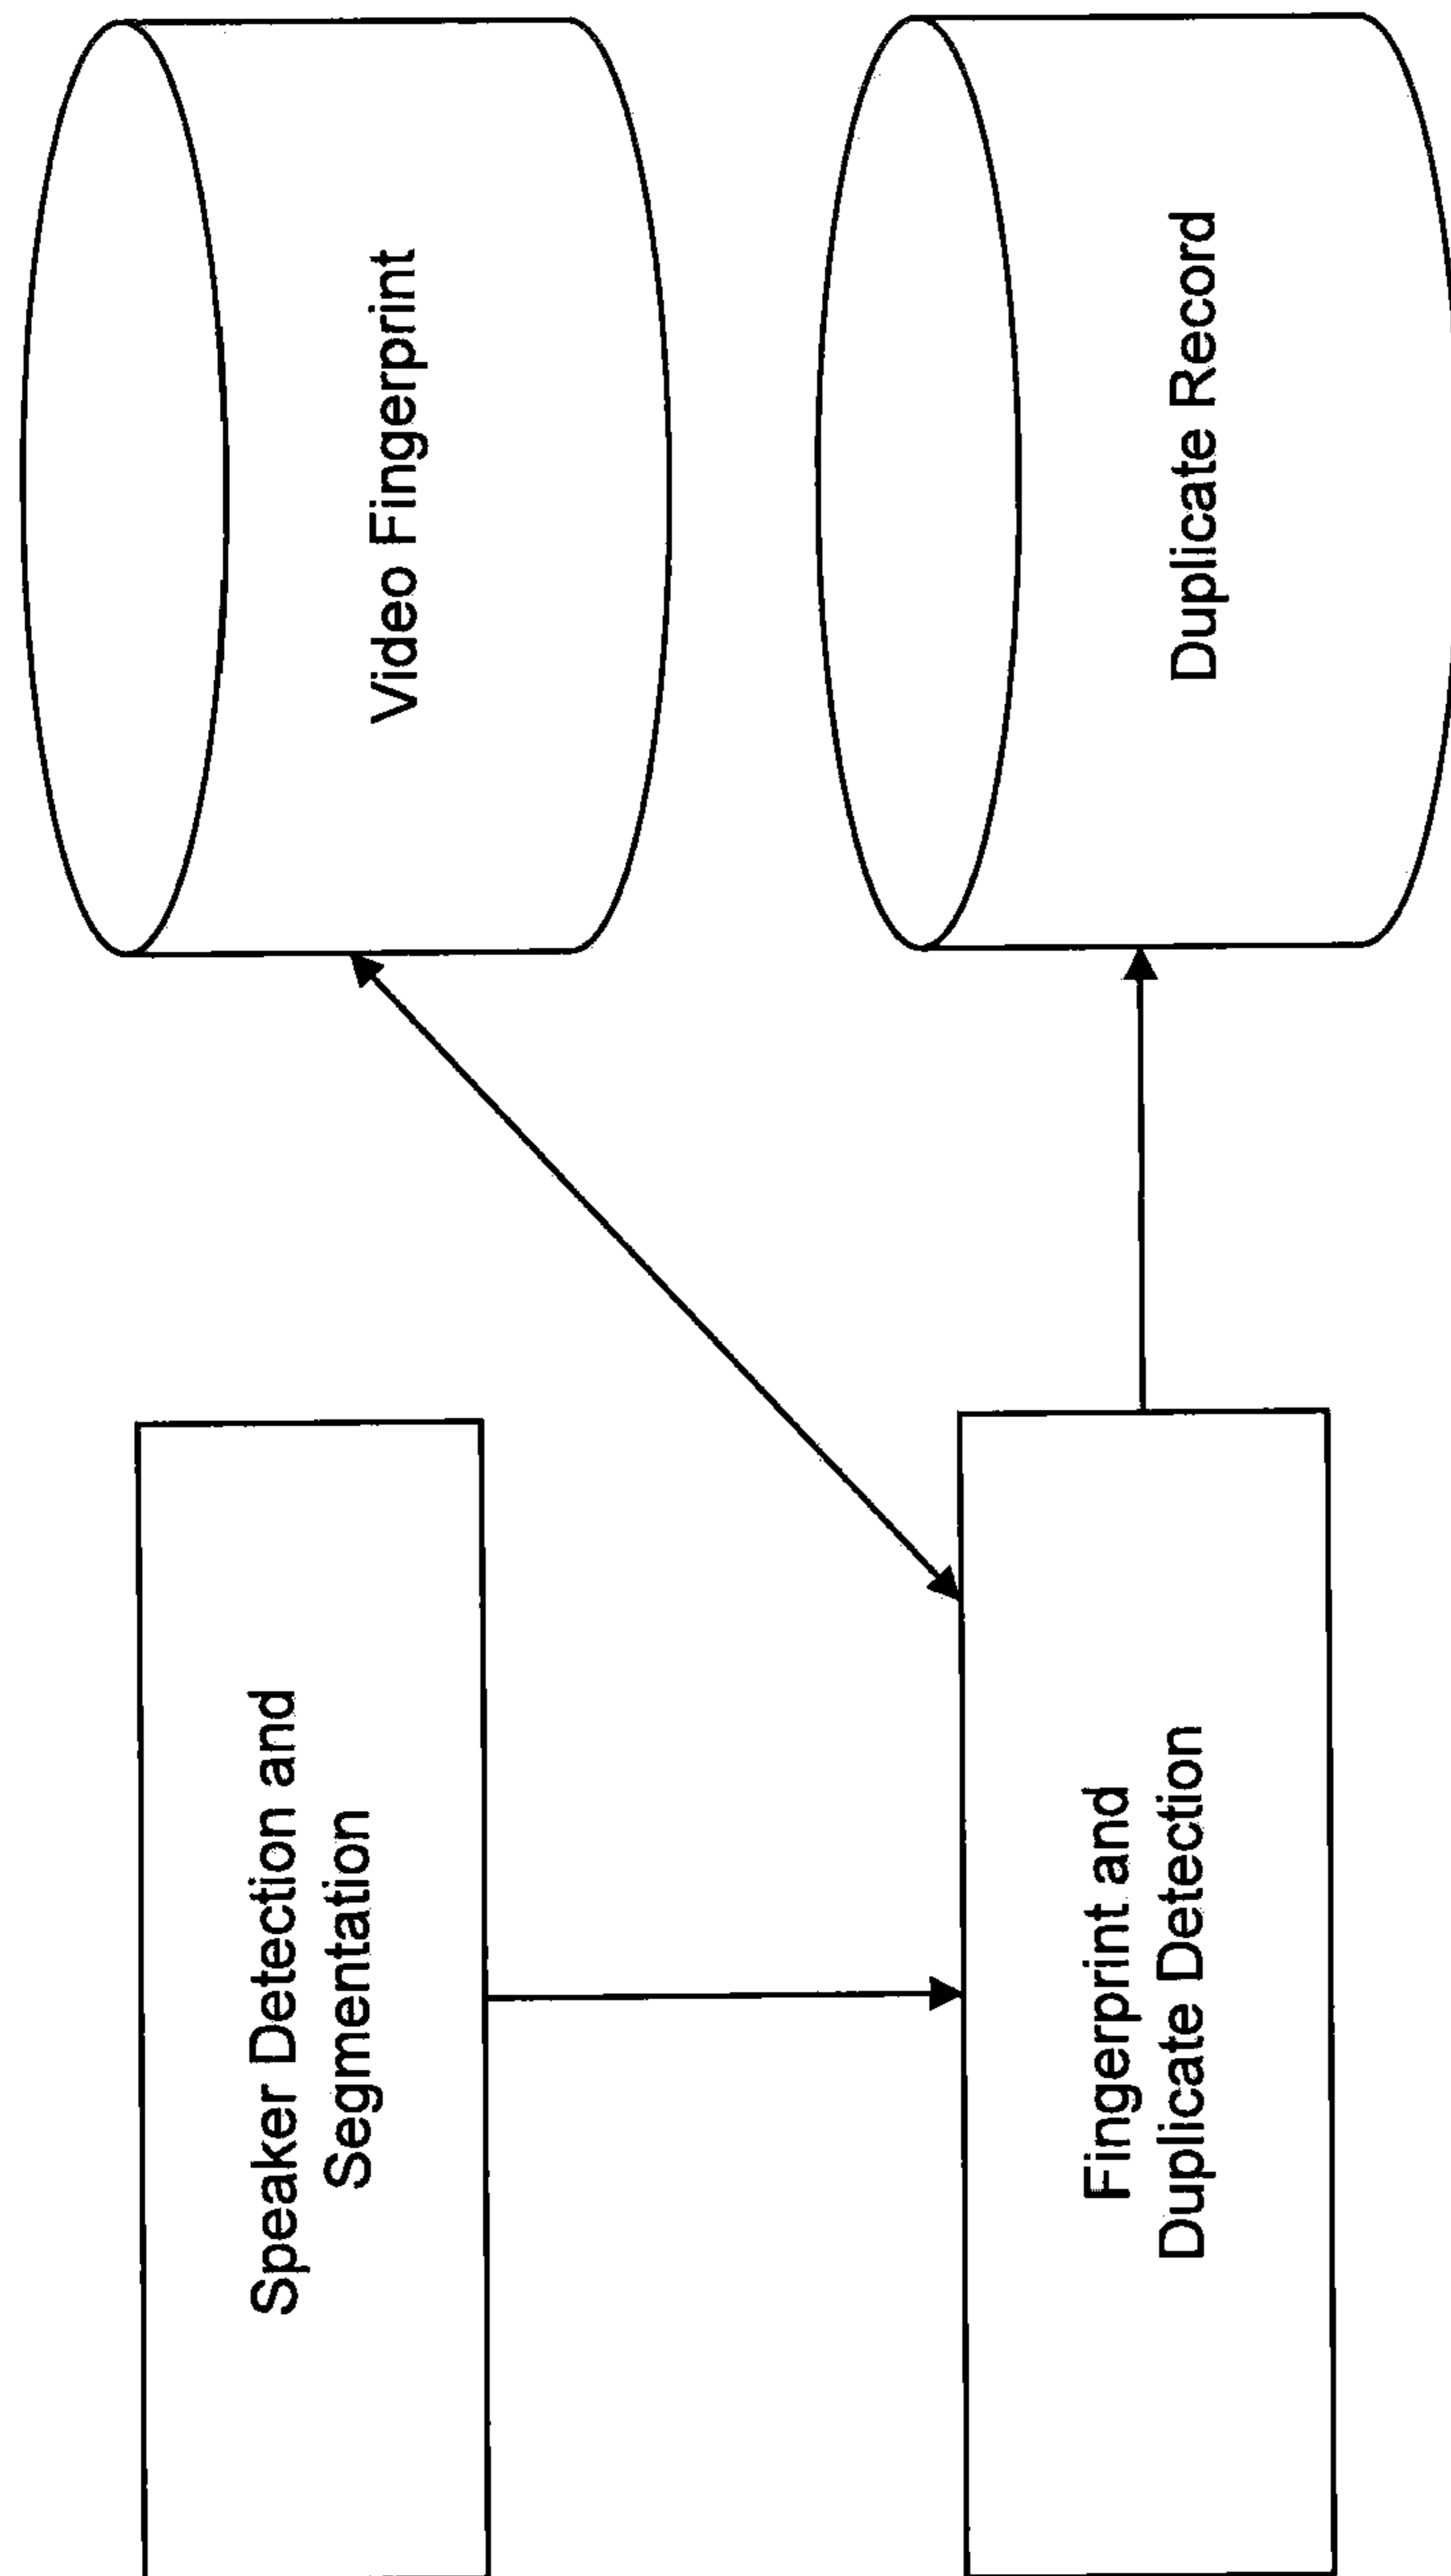 Speaker Detection and
Segmentation
Video Fingerprint
Fingerprint and
Duplicate Detection
Duplicate Record